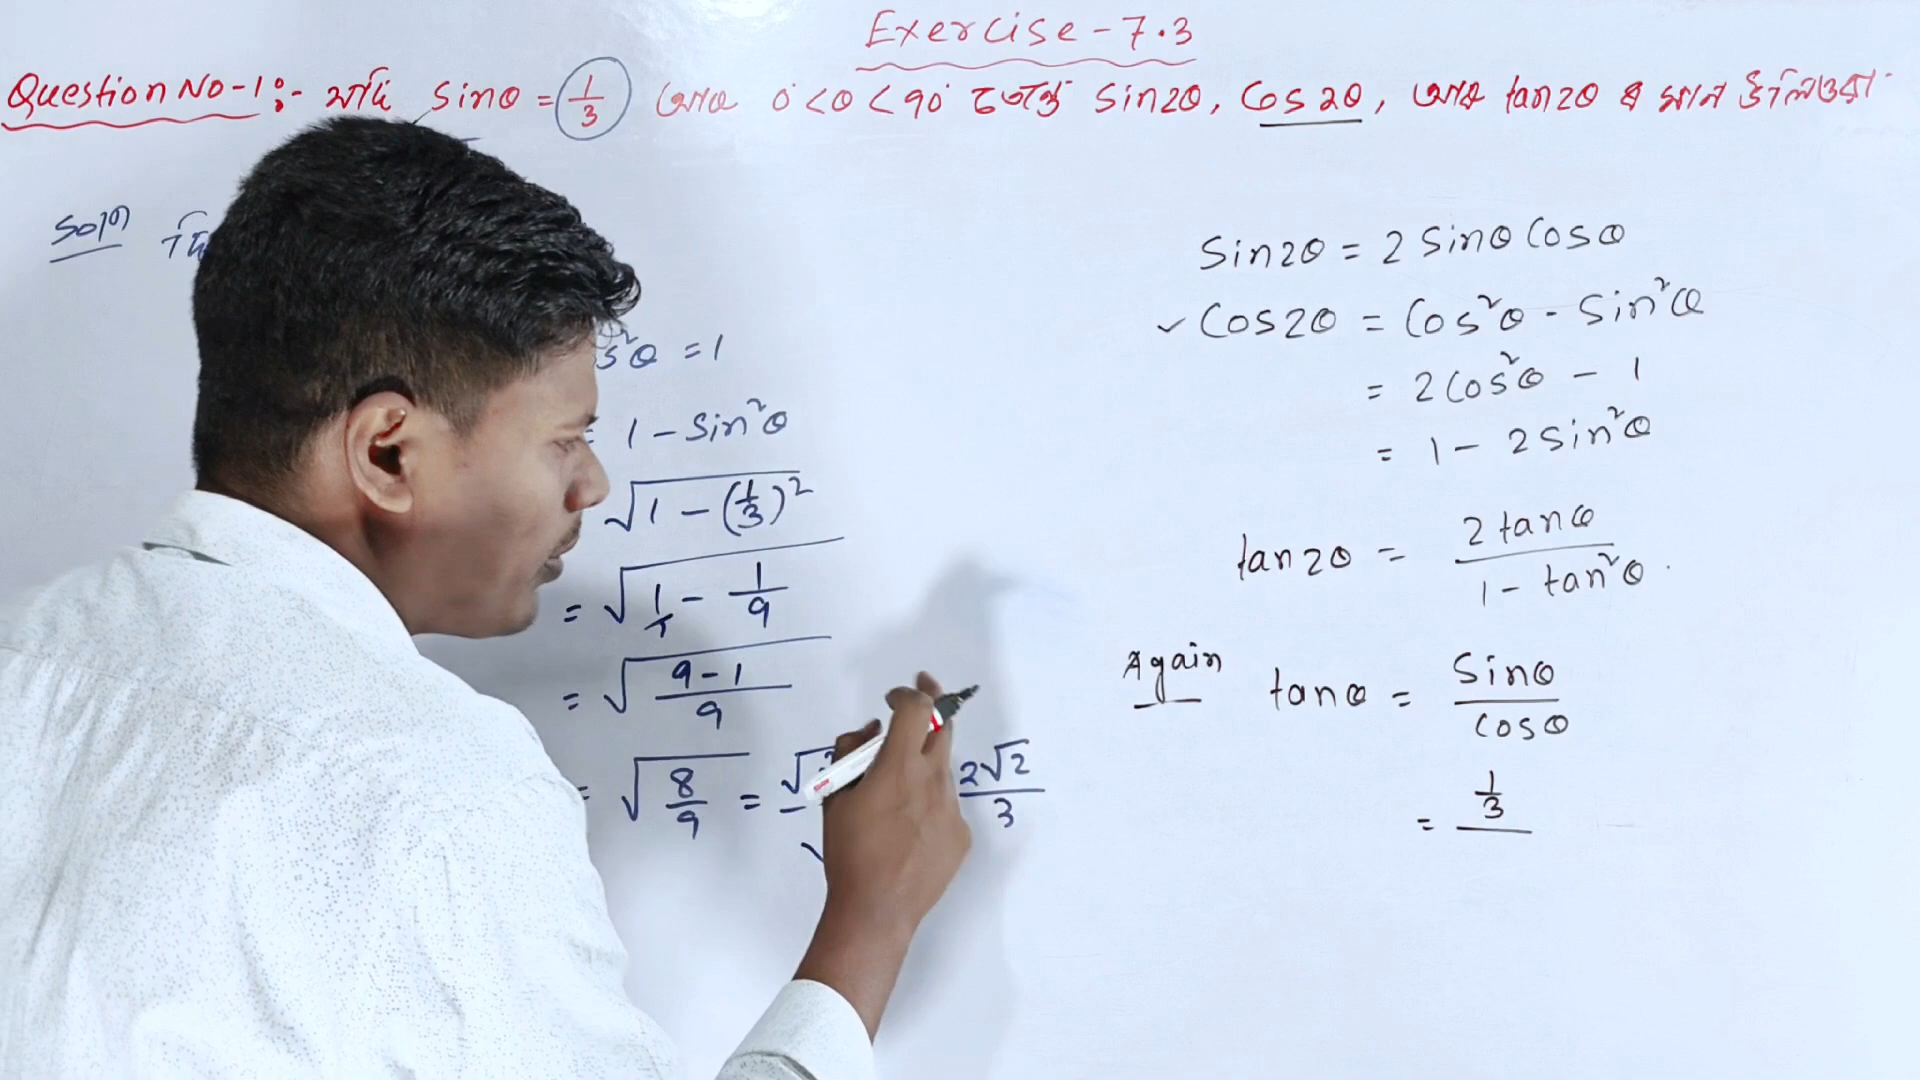 Exercise - 7.3
Question No - 1 :- যদি sinθ = 1/3 আৰু 0° < θ < 90° তেন্তে sin2θ, cos2θ, আৰু tan2θ ৰ মান উলিওৱা
Solⁿ
s²θ = 1
= 1 - sin²θ
√(1 - (1/3)²)
= √(1/1 - 1/9)
= √((9-1)/9)
= √(8/9) = 2√2/3
sin2θ = 2 sinθ cosθ
✓ cos2θ = cos²θ - sin²θ
= 2cos²θ - 1
= 1 - 2sin²θ
tan2θ = 2tanθ/(1 - tan²θ).
Again tanθ = sinθ/cosθ
= 1/3